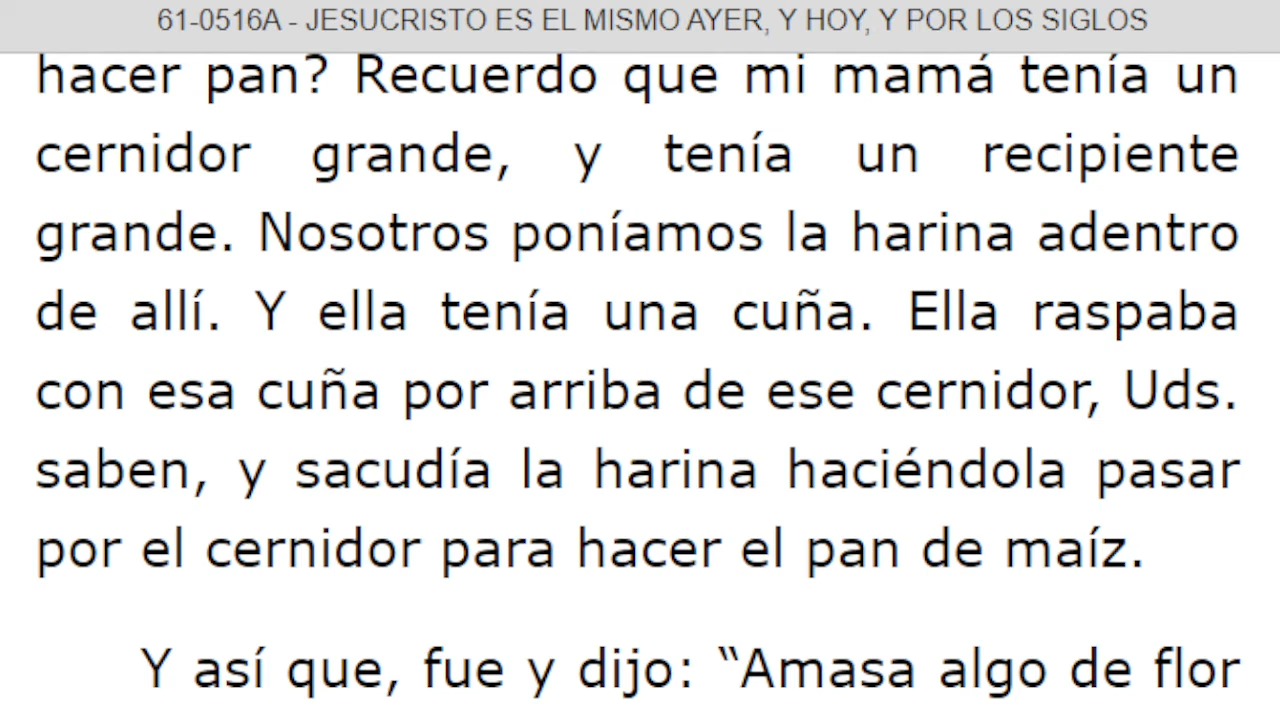 61-0516A - JESUCRISTO ES EL MISMO AYER, Y HOY, Y POR LOS SIGLOS
hacer pan? Recuerdo que mi mamá tenía un
cernidor grande, y tenía un recipiente
grande. Nosotros poníamos la harina adentro
de allí. Y ella tenía una cuña. Ella raspaba
con esa cuña por arriba de ese cernidor, Uds.
saben, y sacudía la harina haciéndola pasar
por el cernidor para hacer el pan de maíz.
Y así que, fue y dijo: “Amasa algo de flor